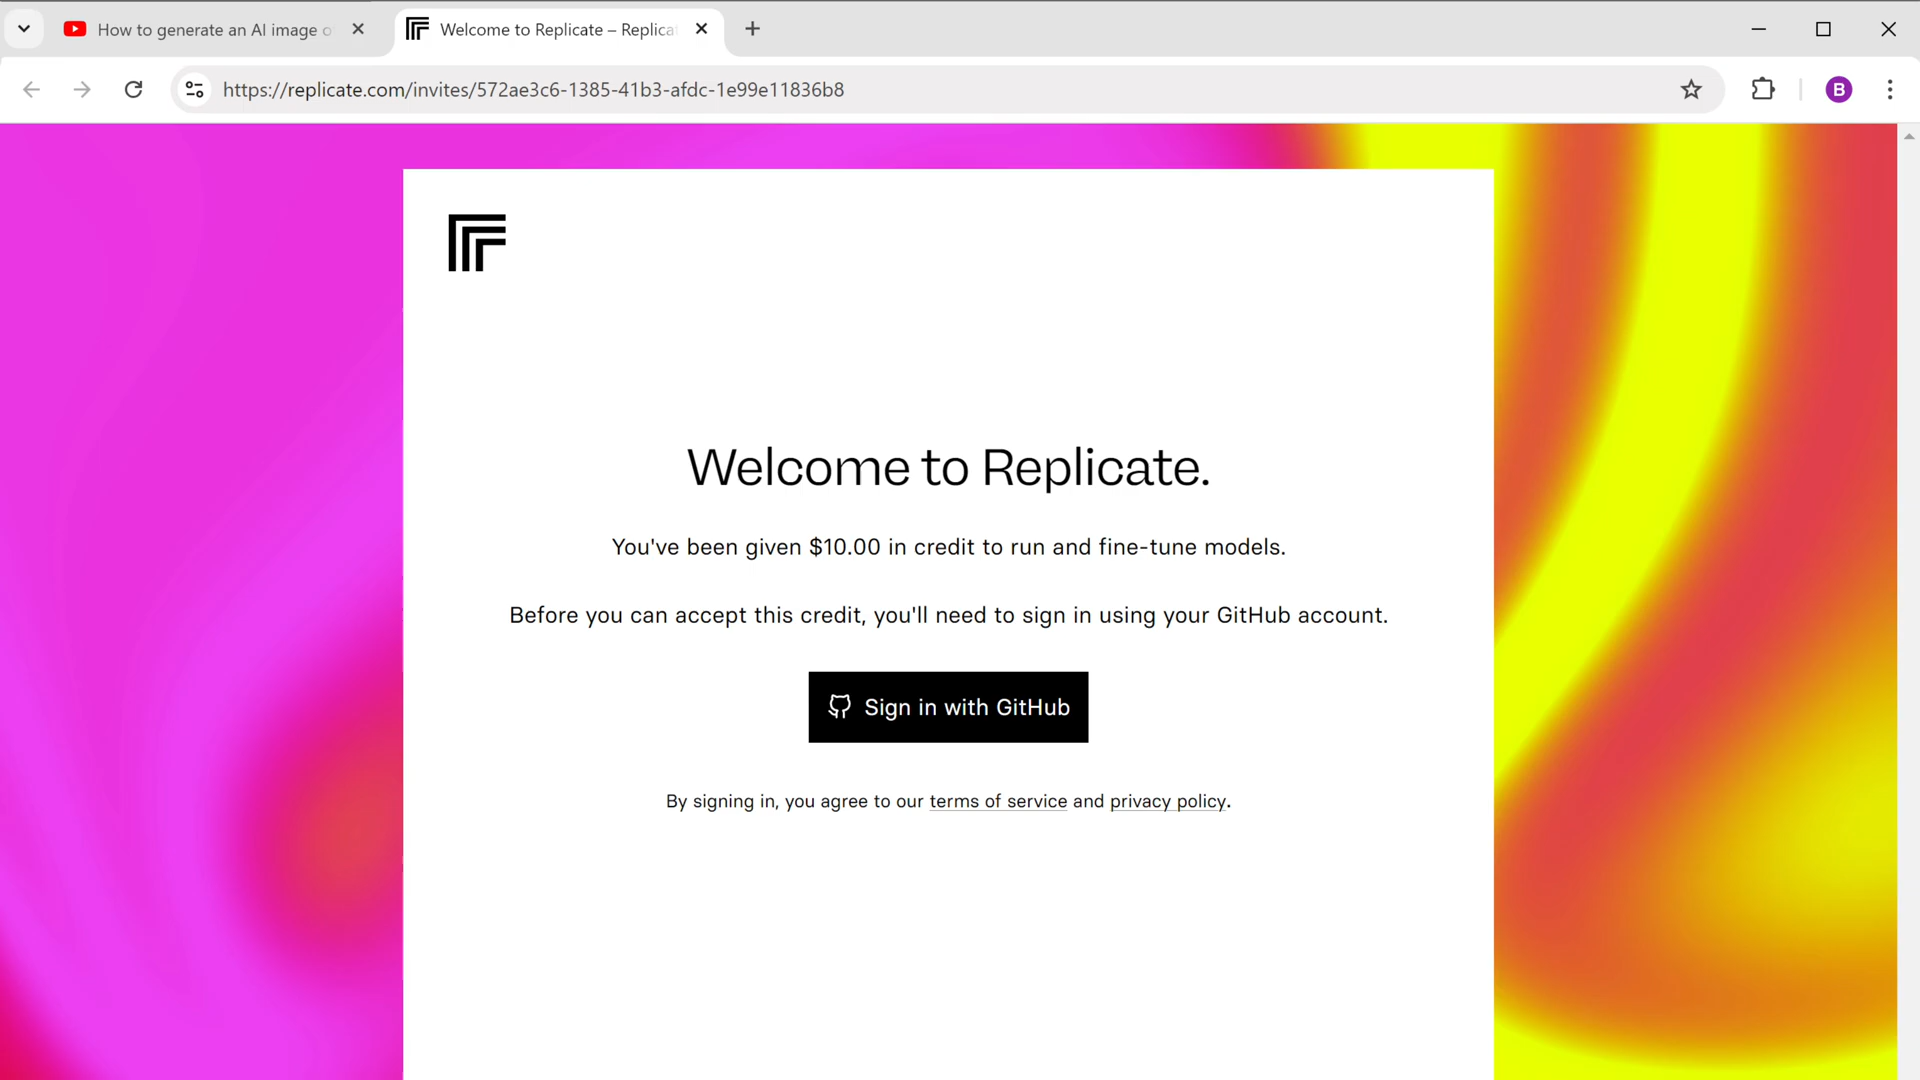 How to generate an AI image o
Welcome to Replicate – Replica
https://replicate.com/invites/572ae3c6-1385-41b3-afdc-1e99e11836b8
B
Welcome to Replicate.
You've been given $10.00 in credit to run and fine-tune models.
Before you can accept this credit, you'll need to sign in using your GitHub account.
Sign in with GitHub
By signing in, you agree to our terms of service and privacy policy.